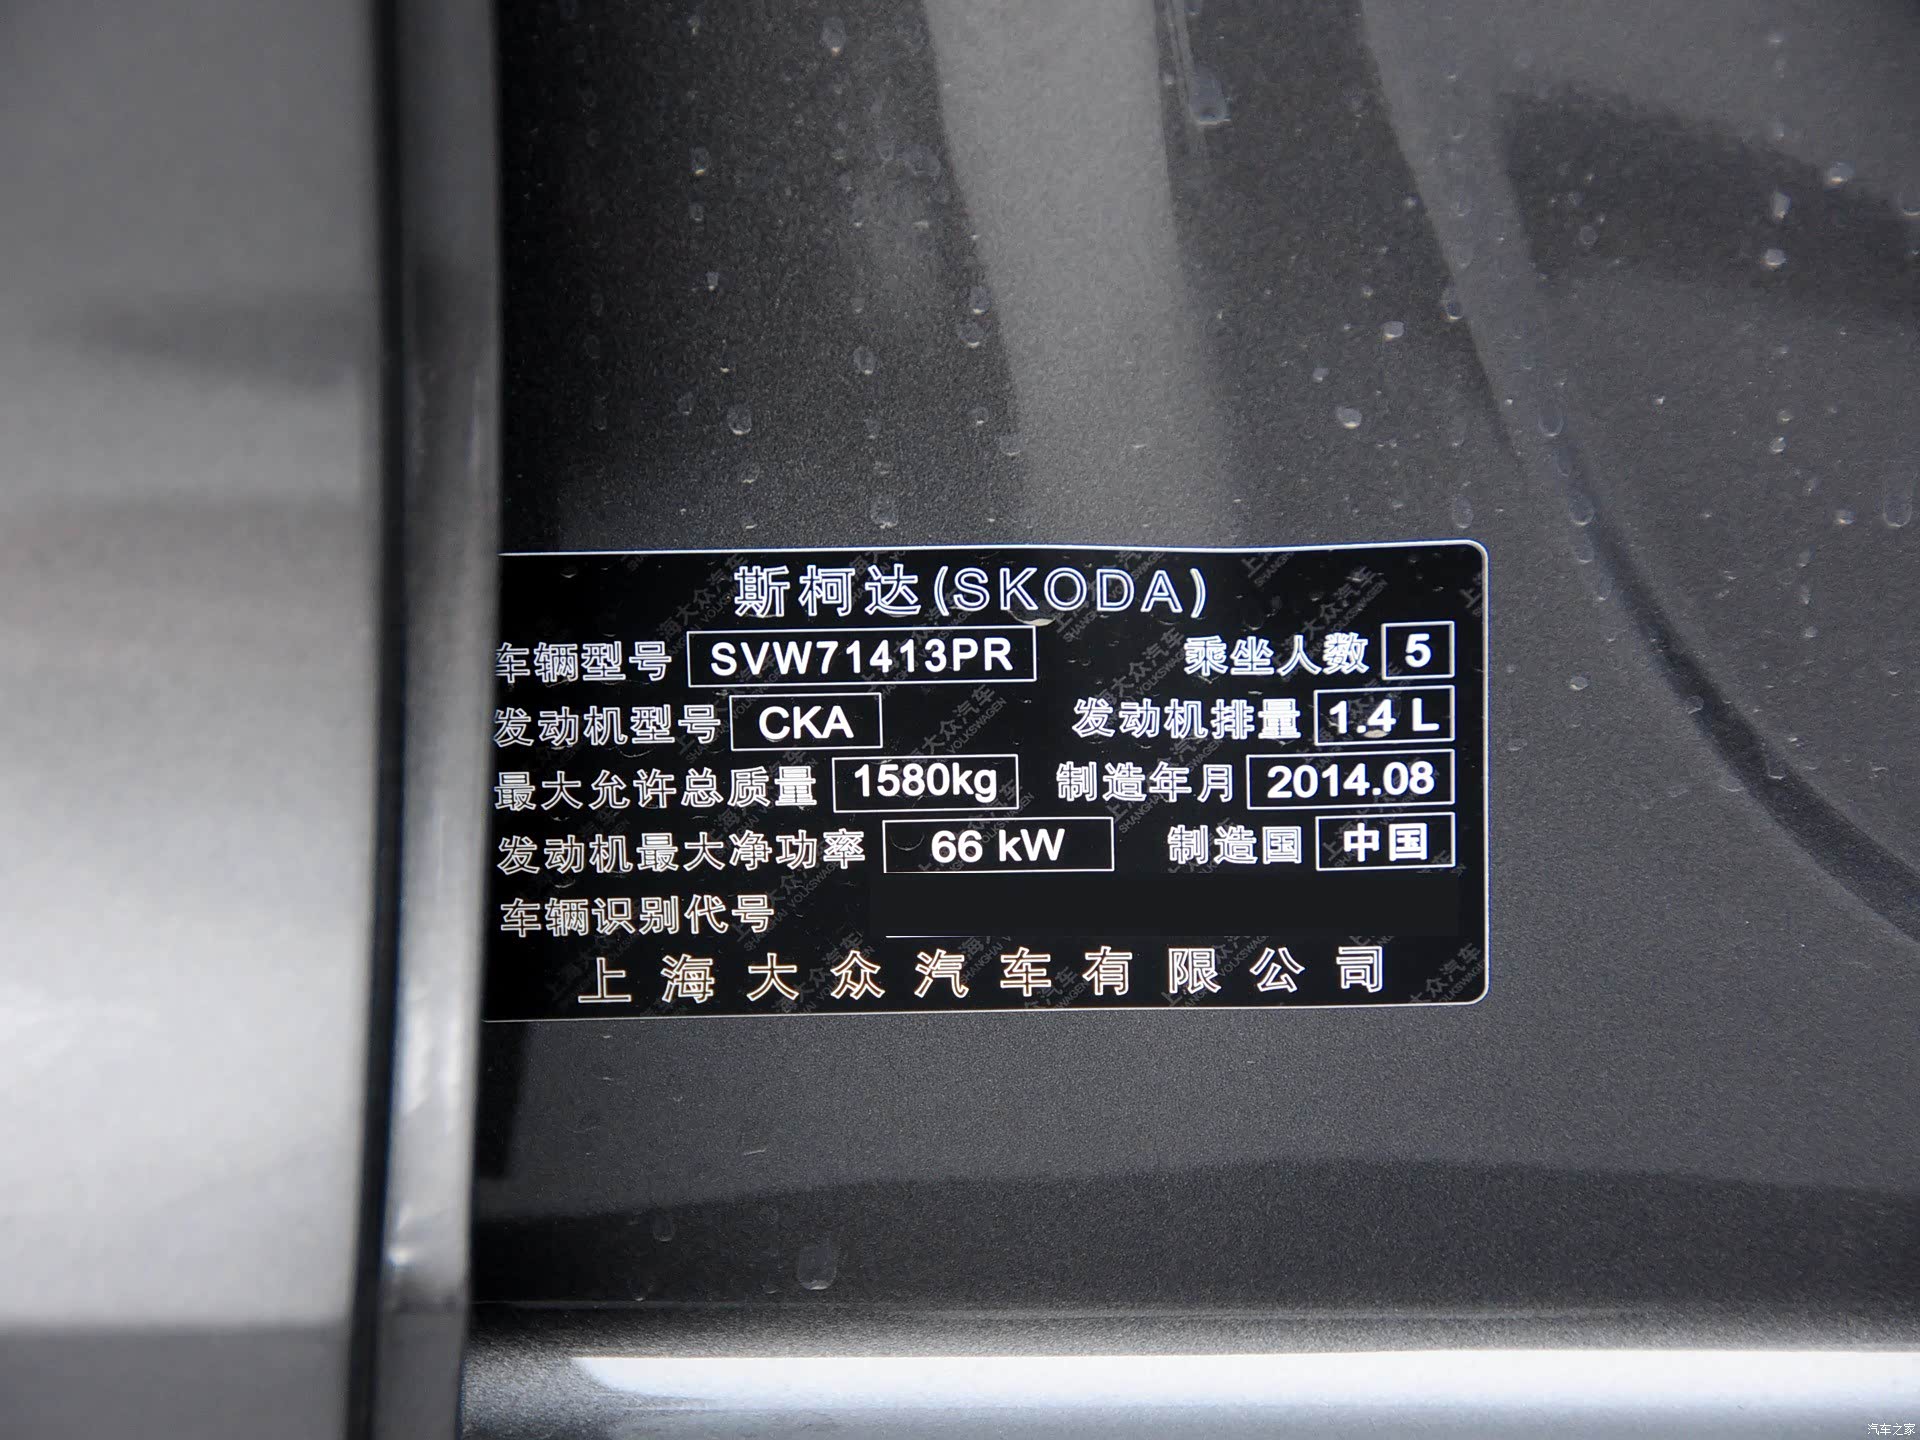 斯柯达(SKODA)
车辆型号 SVW71413PR 乘坐人数 5
发动机型号 CKA 发动机排量 1.4 L
最大允许总质量 1580kg 制造年月 2014.08
发动机最大净功率 66 kW 制造国 中国
车辆识别代号
上海大众汽车有限公司
汽车之家